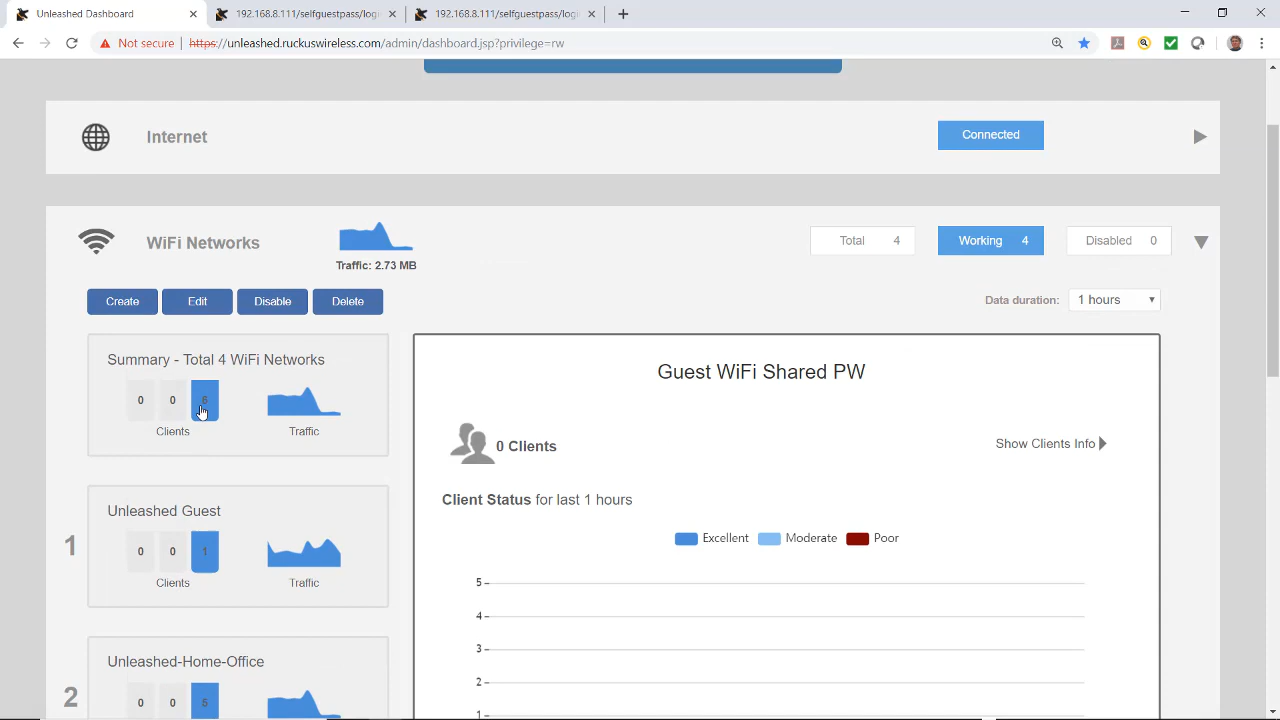 Unleashed Dashboard
192.168.8.111/selfguestpass/logi
192.168.8.111/selfguestpass/logi
Not secure | https://unleashed.ruckuswireless.com/admin/dashboard.jsp?privilege=rw
Internet
Connected
WiFi Networks
Traffic: 2.73 MB
Total 4
Working 4
Disabled 0
Create
Edit
Disable
Delete
Data duration:
1 hours
Summary - Total 4 WiFi Networks
0 0 6
Clients
Traffic
1
Unleashed Guest
0 0 1
Clients
Traffic
2
Unleashed-Home-Office
0 0 5
Guest WiFi Shared PW
0 Clients
Show Clients Info
Client Status for last 1 hours
Excellent
Moderate
Poor
5
4
3
2
1